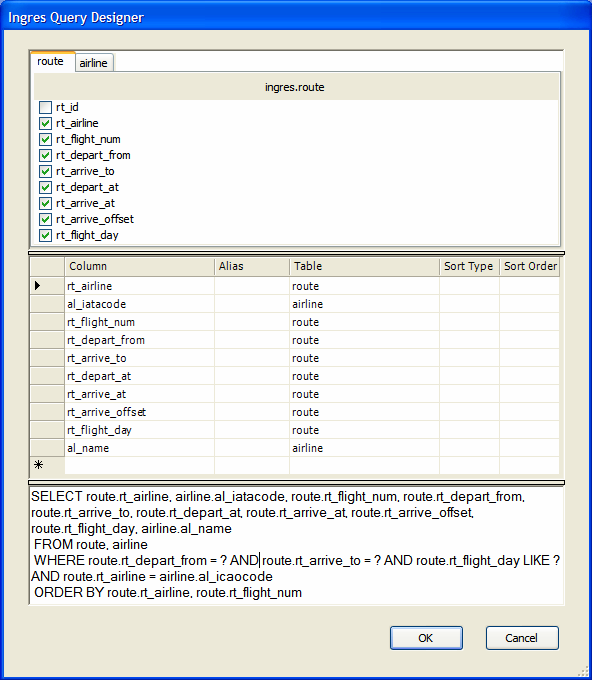 Ingres Query Designer
route airline
ingres.route
rt_id
rt_airline
rt_flight_num
rt_depart_from
rt_arrive_to
rt_depart_at
rt_arrive_at
rt_arrive_offset
rt_flight_day
Column Alias Table Sort Type Sort Order
rt_airline route
al_iatacode airline
rt_flight_num route
rt_depart_from route
rt_arrive_to route
rt_depart_at route
rt_arrive_at route
rt_arrive_offset route
rt_flight_day route
al_name airline
SELECT route.rt_airline, airline.al_iatacode, route.rt_flight_num, route.rt_depart_from,
route.rt_arrive_to, route.rt_depart_at, route.rt_arrive_at, route.rt_arrive_offset,
route.rt_flight_day, airline.al_name
FROM route, airline
WHERE route.rt_depart_from = ? AND route.rt_arrive_to = ? AND route.rt_flight_day LIKE ?
AND route.rt_airline = airline.al_icaocode
ORDER BY route.rt_airline, route.rt_flight_num
OK Cancel